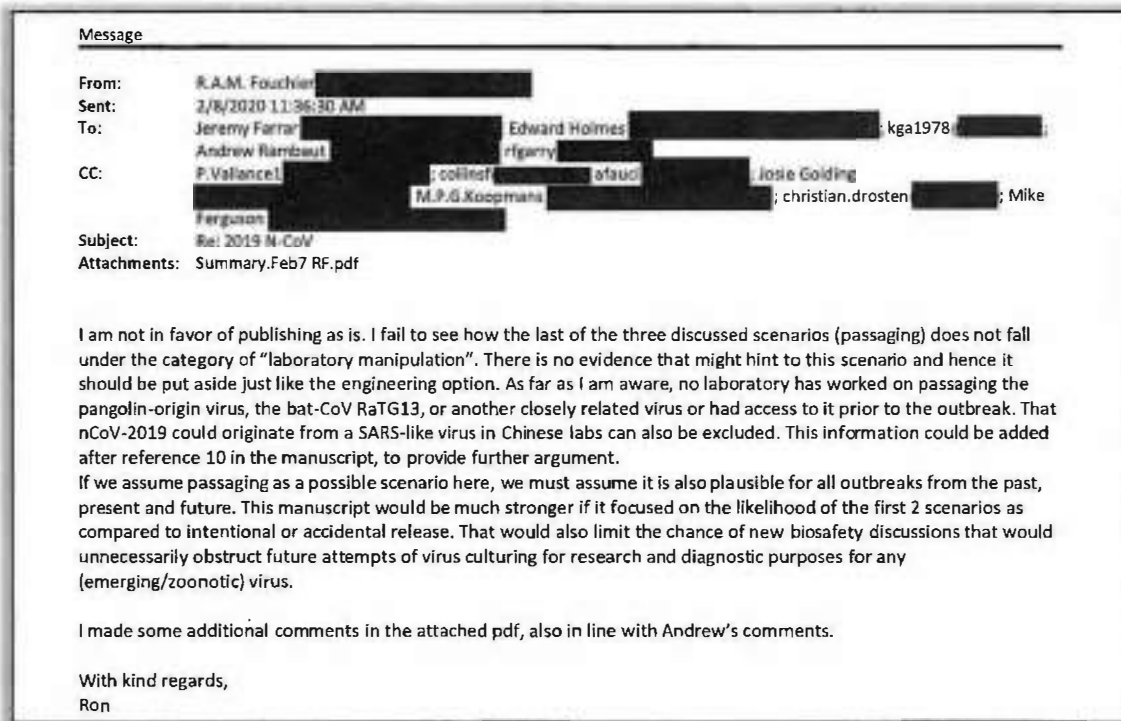 Message
From: R.A.M. Fouchier
Sent: 2/8/2020 11:36:30 AM
To: Jeremy Farrar Edward Holmes ; kga1978 ;
Andrew Rambaut rfgarry
CC: P.Vallance1 ; collinsf afauci ; Josie Golding
M.P.G.Koopmans ; christian.drosten ; Mike
Ferguson
Subject: Re: 2019 N-CoV
Attachments: Summary.Feb7 RF.pdf
I am not in favor of publishing as is. I fail to see how the last of the three discussed scenarios (passaging) does not fall
under the category of "laboratory manipulation". There is no evidence that might hint to this scenario and hence it
should be put aside just like the engineering option. As far as I am aware, no laboratory has worked on passaging the
pangolin-origin virus, the bat-CoV RaTG13, or another closely related virus or had access to it prior to the outbreak. That
nCoV-2019 could originate from a SARS-like virus in Chinese labs can also be excluded. This information could be added
after reference 10 in the manuscript, to provide further argument.
If we assume passaging as a possible scenario here, we must assume it is also plausible for all outbreaks from the past,
present and future. This manuscript would be much stronger if it focused on the likelihood of the first 2 scenarios as
compared to intentional or accidental release. That would also limit the chance of new biosafety discussions that would
unnecessarily obstruct future attempts of virus culturing for research and diagnostic purposes for any
(emerging/zoonotic) virus.
I made some additional comments in the attached pdf, also in line with Andrew's comments.
With kind regards,
Ron